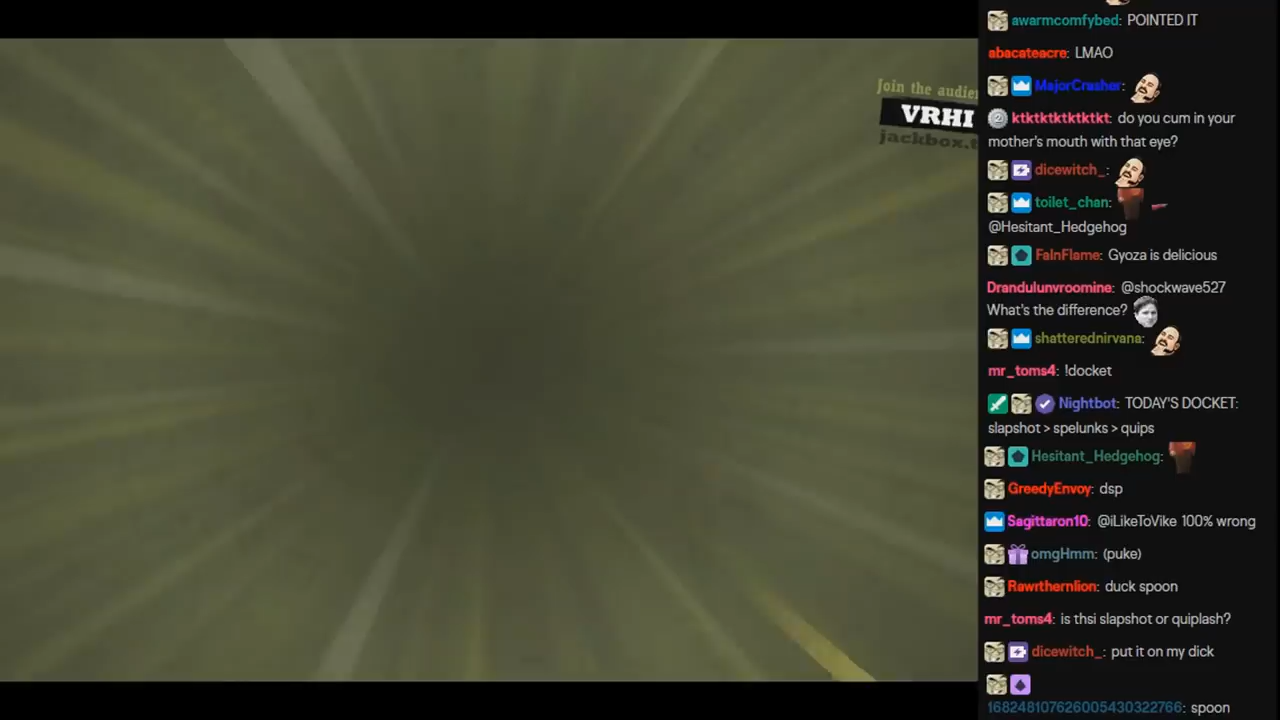 Join the audien
VRHI
jackbox.t
awarmcomfybed: POINTED IT
abacateacre: LMAO
MajorCrasher:
ktktktktktktkt: do you cum in your
mother's mouth with that eye?
dicewitch_:
toilet_chan:
@Hesitant_Hedgehog
FalnFlame: Gyoza is delicious
Drandulunvroomine: @shockwave527
What's the difference?
shatterednirvana:
mr_toms4: !docket
Nightbot: TODAY'S DOCKET:
slapshot > spelunks > quips
Hesitant_Hedgehog:
GreedyEnvoy: dsp
Sagittaron10: @iLikeToVike 100% wrong
omgHmm: (puke)
Rawrthernlion: duck spoon
mr_toms4: is thsi slapshot or quiplash?
dicewitch_: put it on my dick
168248107626005430322766: spoon